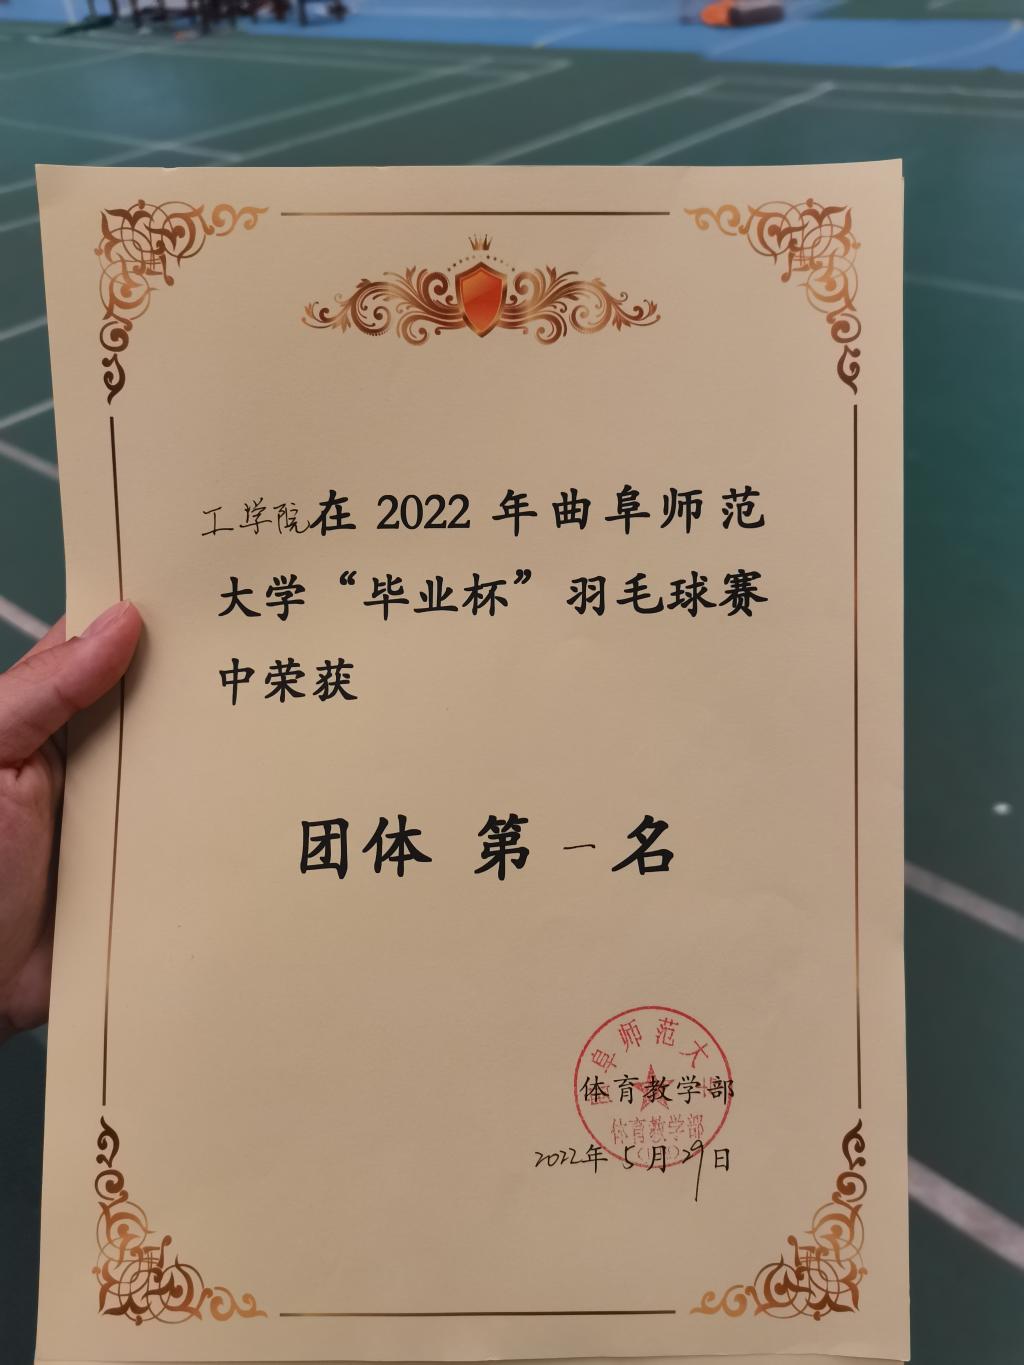 工学院在 2022 年曲阜师范
大学“毕业杯”羽毛球赛
中荣获
团体 第一名
曲阜师范大学
体育教学部
体育教学部
2022年5月29日